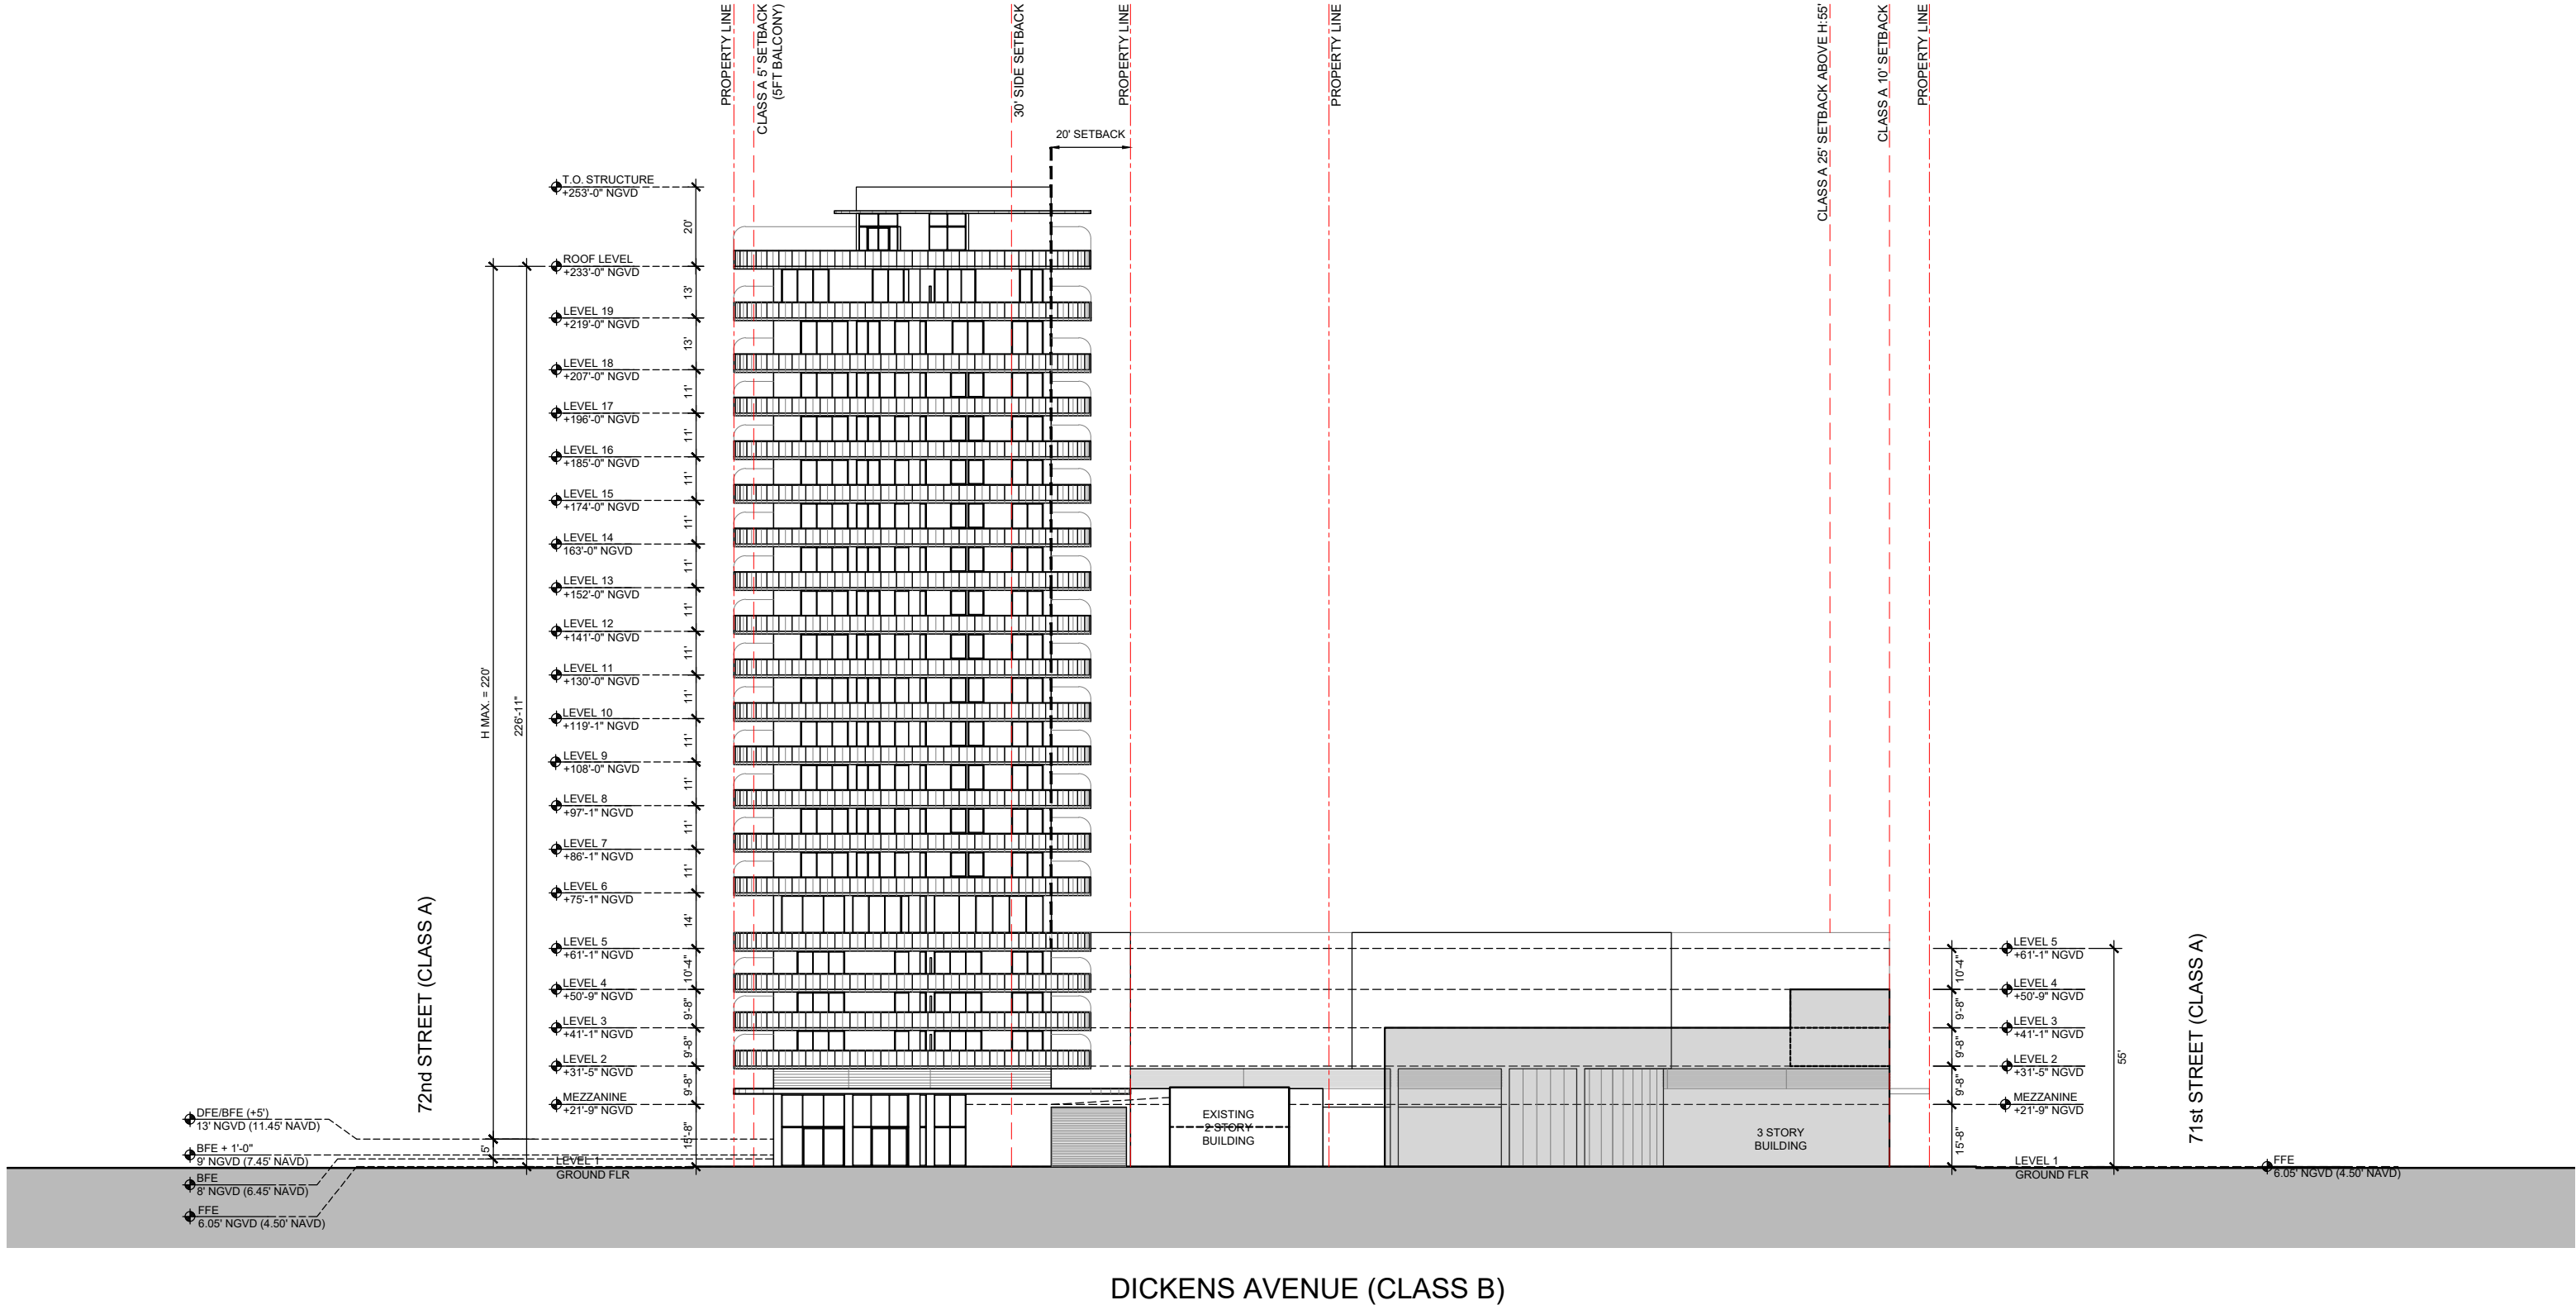 PROPERTY LINE
CLASS A 5' SETBACK
(5FT BALCONY)
30' SIDE SETBACK
PROPERTY LINE
PROPERTY LINE
CLASS A 25' SETBACK ABOVE H:55'
CLASS A 10' SETBACK
PROPERTY LINE
20' SETBACK
T.O. STRUCTURE
+253'-0" NGVD
20'
ROOF LEVEL
+233'-0" NGVD
13'
LEVEL 19
+219'-0" NGVD
13'
LEVEL 18
+207'-0" NGVD
11'
LEVEL 17
+196'-0" NGVD
11'
LEVEL 16
+185'-0" NGVD
11'
LEVEL 15
+174'-0" NGVD
11'
LEVEL 14
163'-0" NGVD
11'
LEVEL 13
+152'-0" NGVD
11'
LEVEL 12
+141'-0" NGVD
11'
LEVEL 11
+130'-0" NGVD
11'
LEVEL 10
+119'-1" NGVD
11'
LEVEL 9
+108'-0" NGVD
11'
LEVEL 8
+97'-1" NGVD
11'
LEVEL 7
+86'-1" NGVD
11'
LEVEL 6
+75'-1" NGVD
14'
LEVEL 5
+61'-1" NGVD
10'-4"
LEVEL 4
+50'-9" NGVD
9'-8"
LEVEL 3
+41'-1" NGVD
9'-8"
LEVEL 2
+31'-5" NGVD
9'-8"
MEZZANINE
+21'-9" NGVD
15'-8"
LEVEL 1
GROUND FLR
H MAX. = 220'
226'-11"
5'
72nd STREET (CLASS A)
DFE/BFE (+5')
13' NGVD (11.45' NAVD)
BFE + 1'-0"
9' NGVD (7.45' NAVD)
BFE
8' NGVD (6.45' NAVD)
FFE
6.05' NGVD (4.50' NAVD)
EXISTING
2 STORY
BUILDING
3 STORY
BUILDING
LEVEL 5
+61'-1" NGVD
10'-4"
LEVEL 4
+50'-9" NGVD
9'-8"
LEVEL 3
+41'-1" NGVD
9'-8"
LEVEL 2
+31'-5" NGVD
9'-8"
MEZZANINE
+21'-9" NGVD
15'-8"
LEVEL 1
GROUND FLR
55'
71st STREET (CLASS A)
FFE
6.05' NGVD (4.50' NAVD)
DICKENS AVENUE (CLASS B)